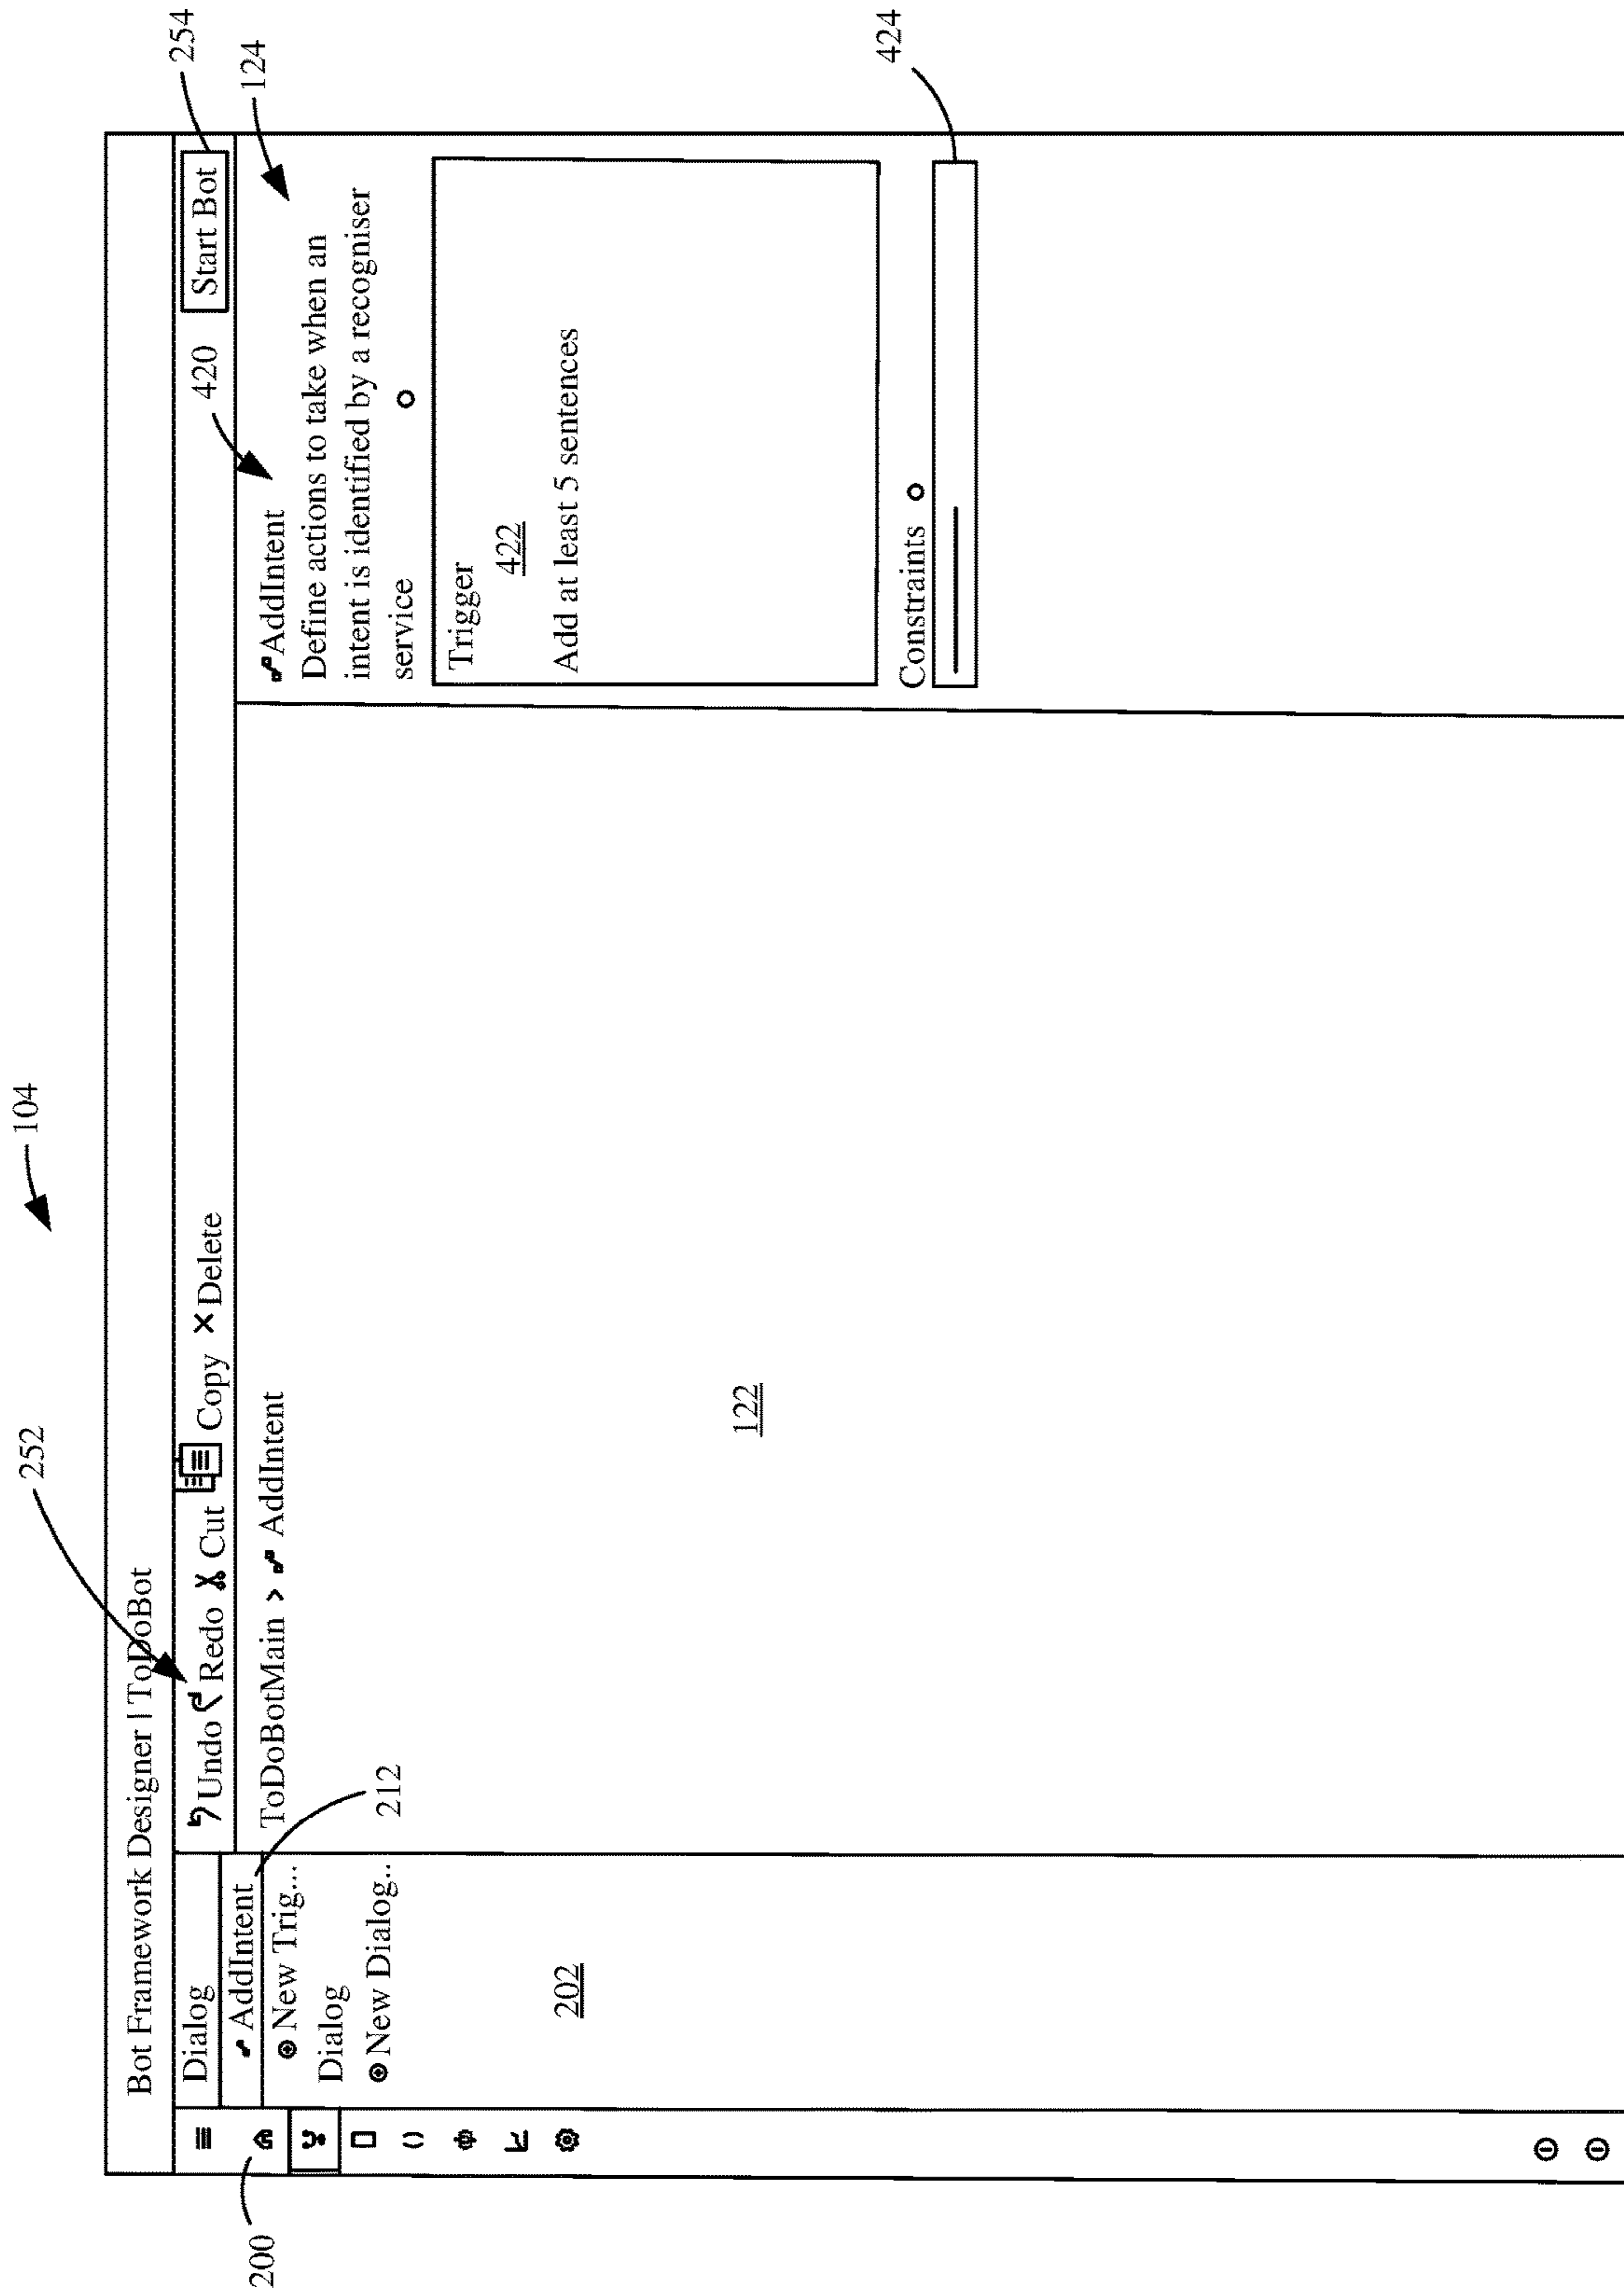 104
252
254
Bot Framework Designer | ToDoBot
Dialog
Undo Redo Cut Copy Delete
420
Start Bot
200
AddIntent
212
New Trig...
Dialog
New Dialog..
202
ToDoBotMain > AddIntent
122
124
AddIntent
Define actions to take when an
intent is identified by a recogniser
service
Trigger
422
Add at least 5 sentences
Constraints
424